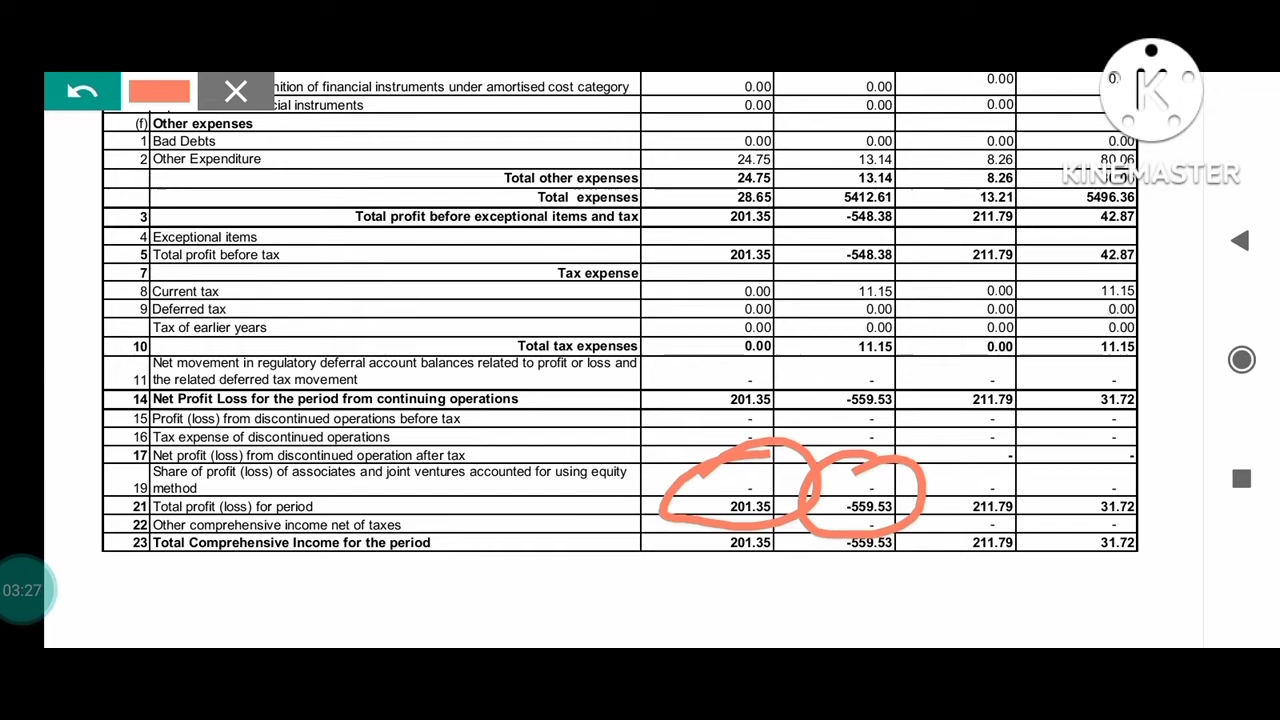 nition of financial instruments under amortised cost category 0.00 0.00 0.00
cial instruments 0.00 0.00 0.00
(f) Other expenses
1 Bad Debts 0.00 0.00 0.00 0.00
2 Other Expenditure 24.75 13.14 8.26 80.06
Total other expenses 24.75 13.14 8.26
Total expenses 28.65 5412.61 13.21 5496.36
3 Total profit before exceptional items and tax 201.35 -548.38 211.79 42.87
4 Exceptional items
5 Total profit before tax 201.35 -548.38 211.79 42.87
7 Tax expense
8 Current tax 0.00 11.15 0.00 11.15
9 Deferred tax 0.00 0.00 0.00 0.00
Tax of earlier years 0.00 0.00 0.00 0.00
10 Total tax expenses 0.00 11.15 0.00 11.15
Net movement in regulatory deferral account balances related to profit or loss and
11 the related deferred tax movement - - - -
14 Net Profit Loss for the period from continuing operations 201.35 -559.53 211.79 31.72
15 Profit (loss) from discontinued operations before tax - - - -
16 Tax expense of discontinued operations - - - -
17 Net profit (loss) from discontinued operation after tax - -
Share of profit (loss) of associates and joint ventures accounted for using equity
19 method - - - -
21 Total profit (loss) for period 201.35 -559.53 211.79 31.72
22 Other comprehensive income net of taxes - - -
23 Total Comprehensive Income for the period 201.35 -559.53 211.79 31.72
K
KINEMASTER
03:27